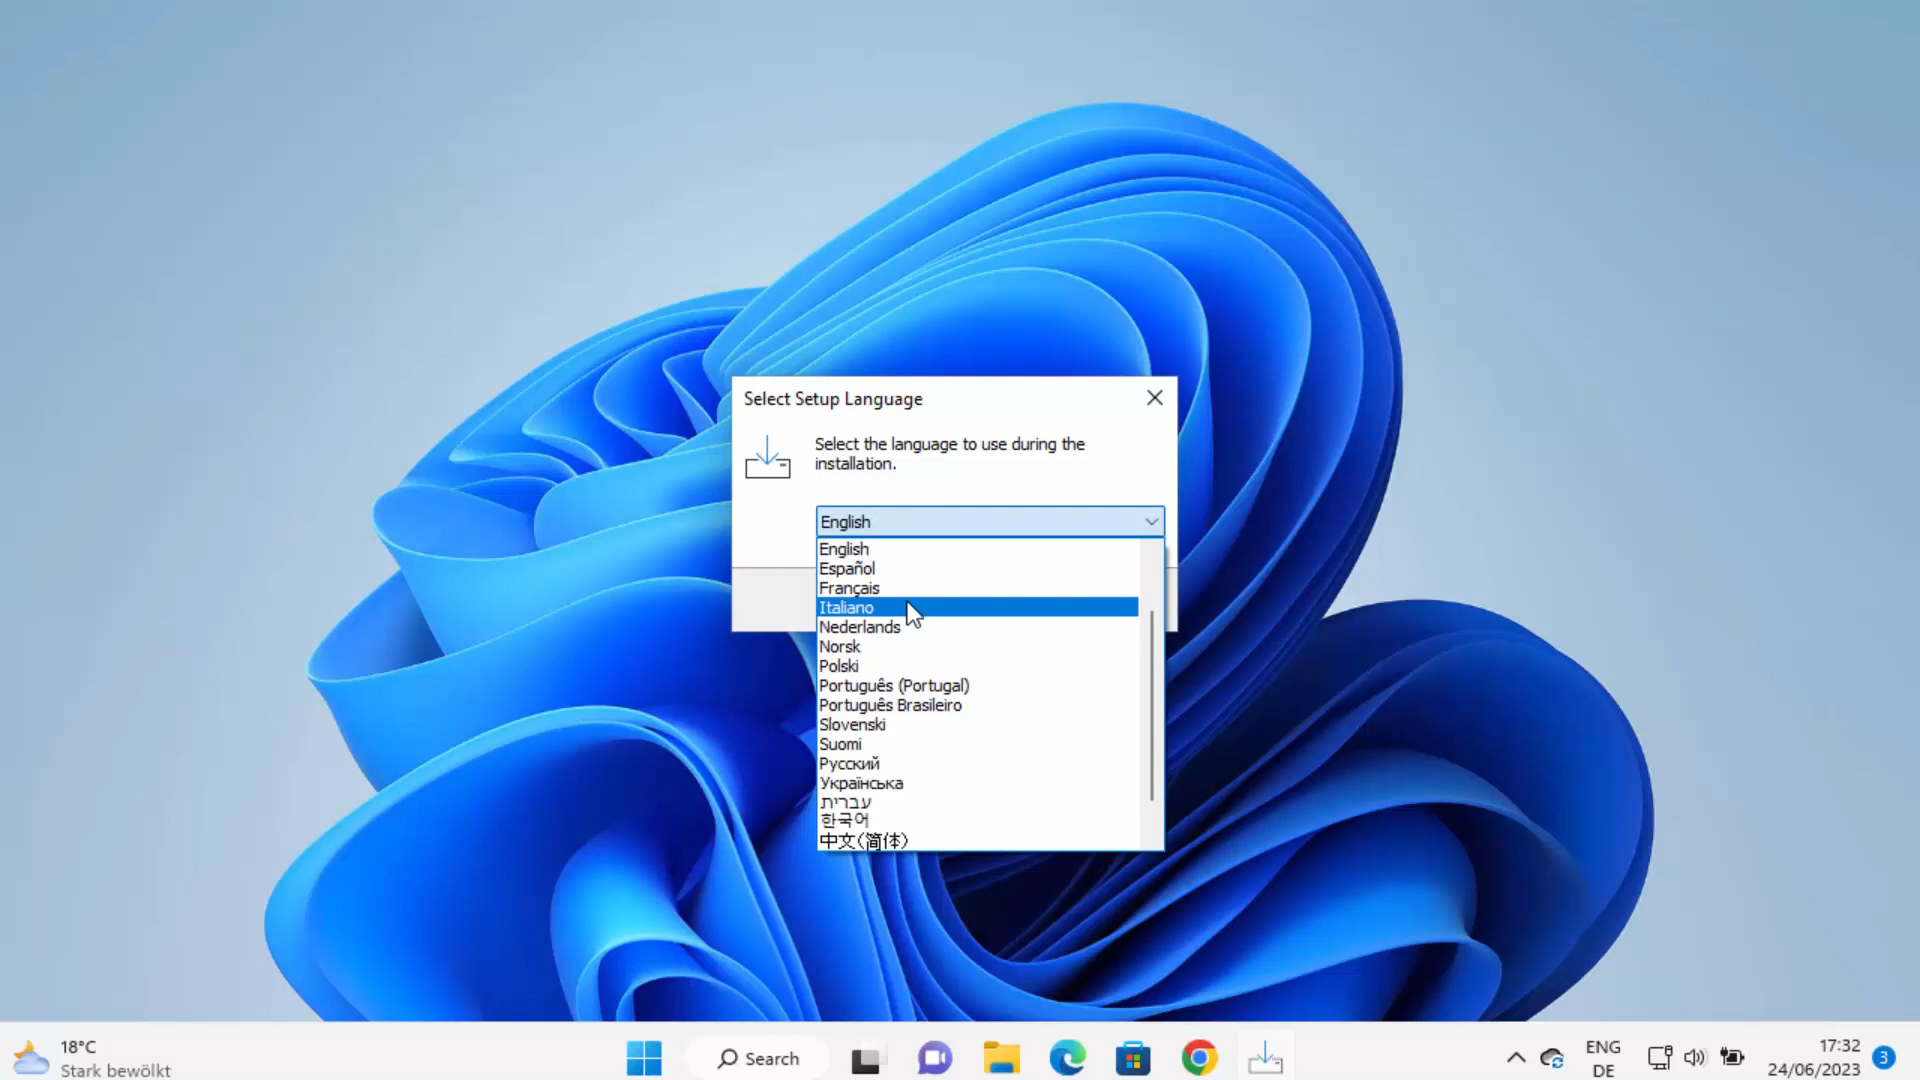 Select Setup Language
Select the language to use during the
installation.
English
English
Español
Français
Italiano
Nederlands
Norsk
Polski
Português (Portugal)
Português Brasileiro
Slovenski
Suomi
Русский
Українська
עברית
한국어
中文(简体)
18°C
Stark bewölkt
Search
ENG
DE
17:32
24/06/2023
3